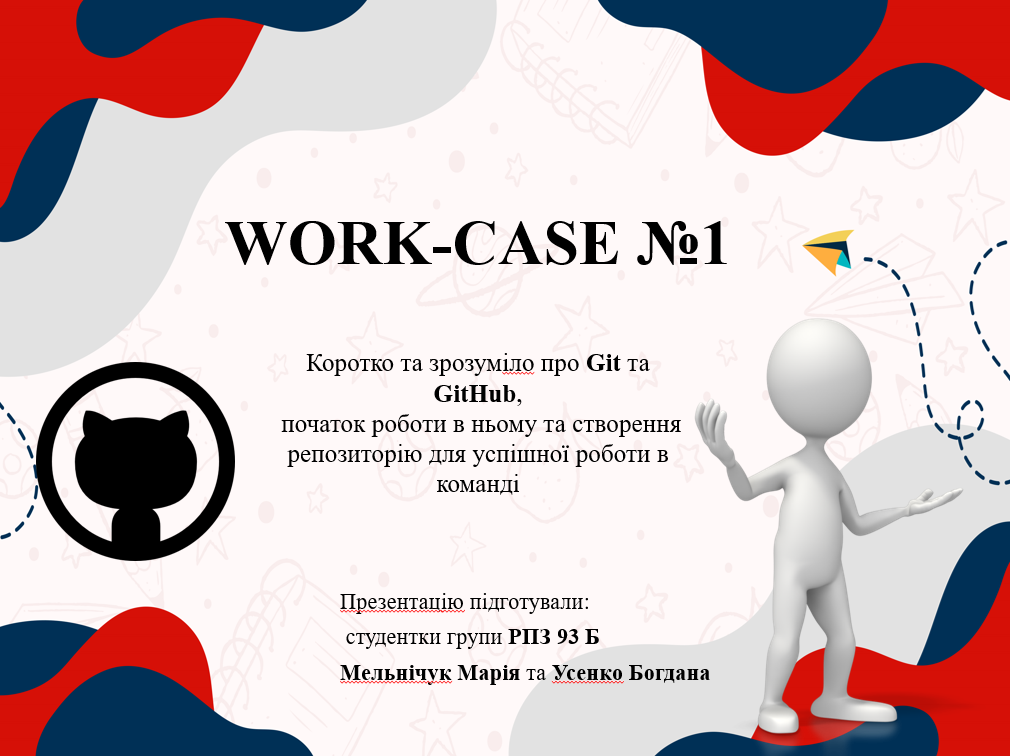 WORK-CASE №1
Коротко та зрозуміло про Git та
GitHub,
початок роботи в ньому та створення
репозиторію для успішної роботи в
команді
Презентацію підготували:
студентки групи РПЗ 93 Б
Мельнічук Марія та Усенко Богдана